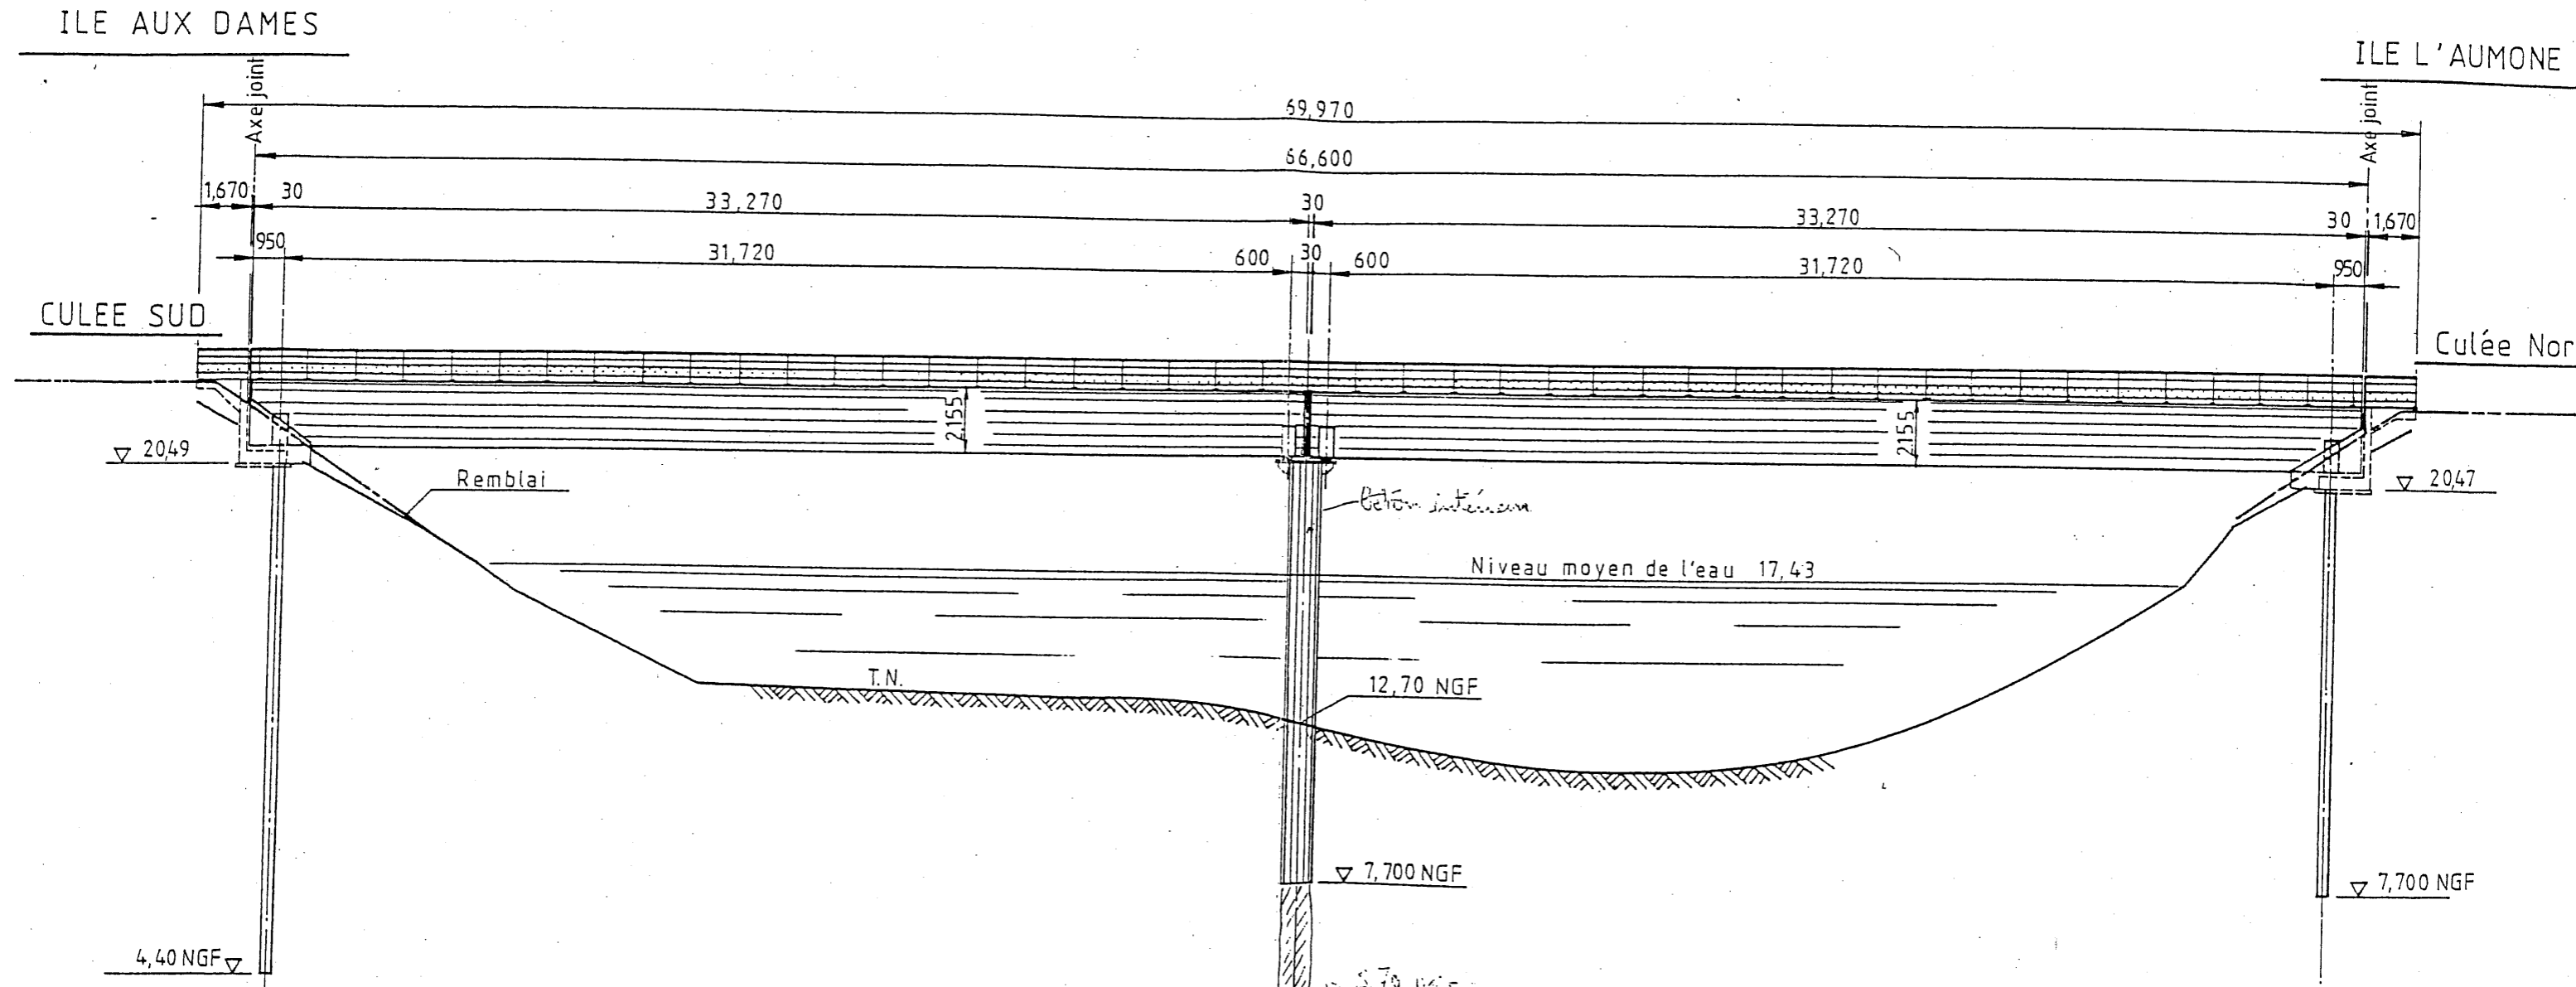 ILE AUX DAMES
ILE L'AUMONE
Axe joint
Axe joint
69,970
66,600
1,670 30 33,270 30 33,270 30 1,670
950 31,720 600 30 600 31,720 950
CULEE SUD
Culée Nor
2155
2155
20,49
Remblai
20,47
Béton intérieur
Niveau moyen de l'eau 17,43
T.N.
12,70 NGF
7,700 NGF
7,700 NGF
4,40 NGF